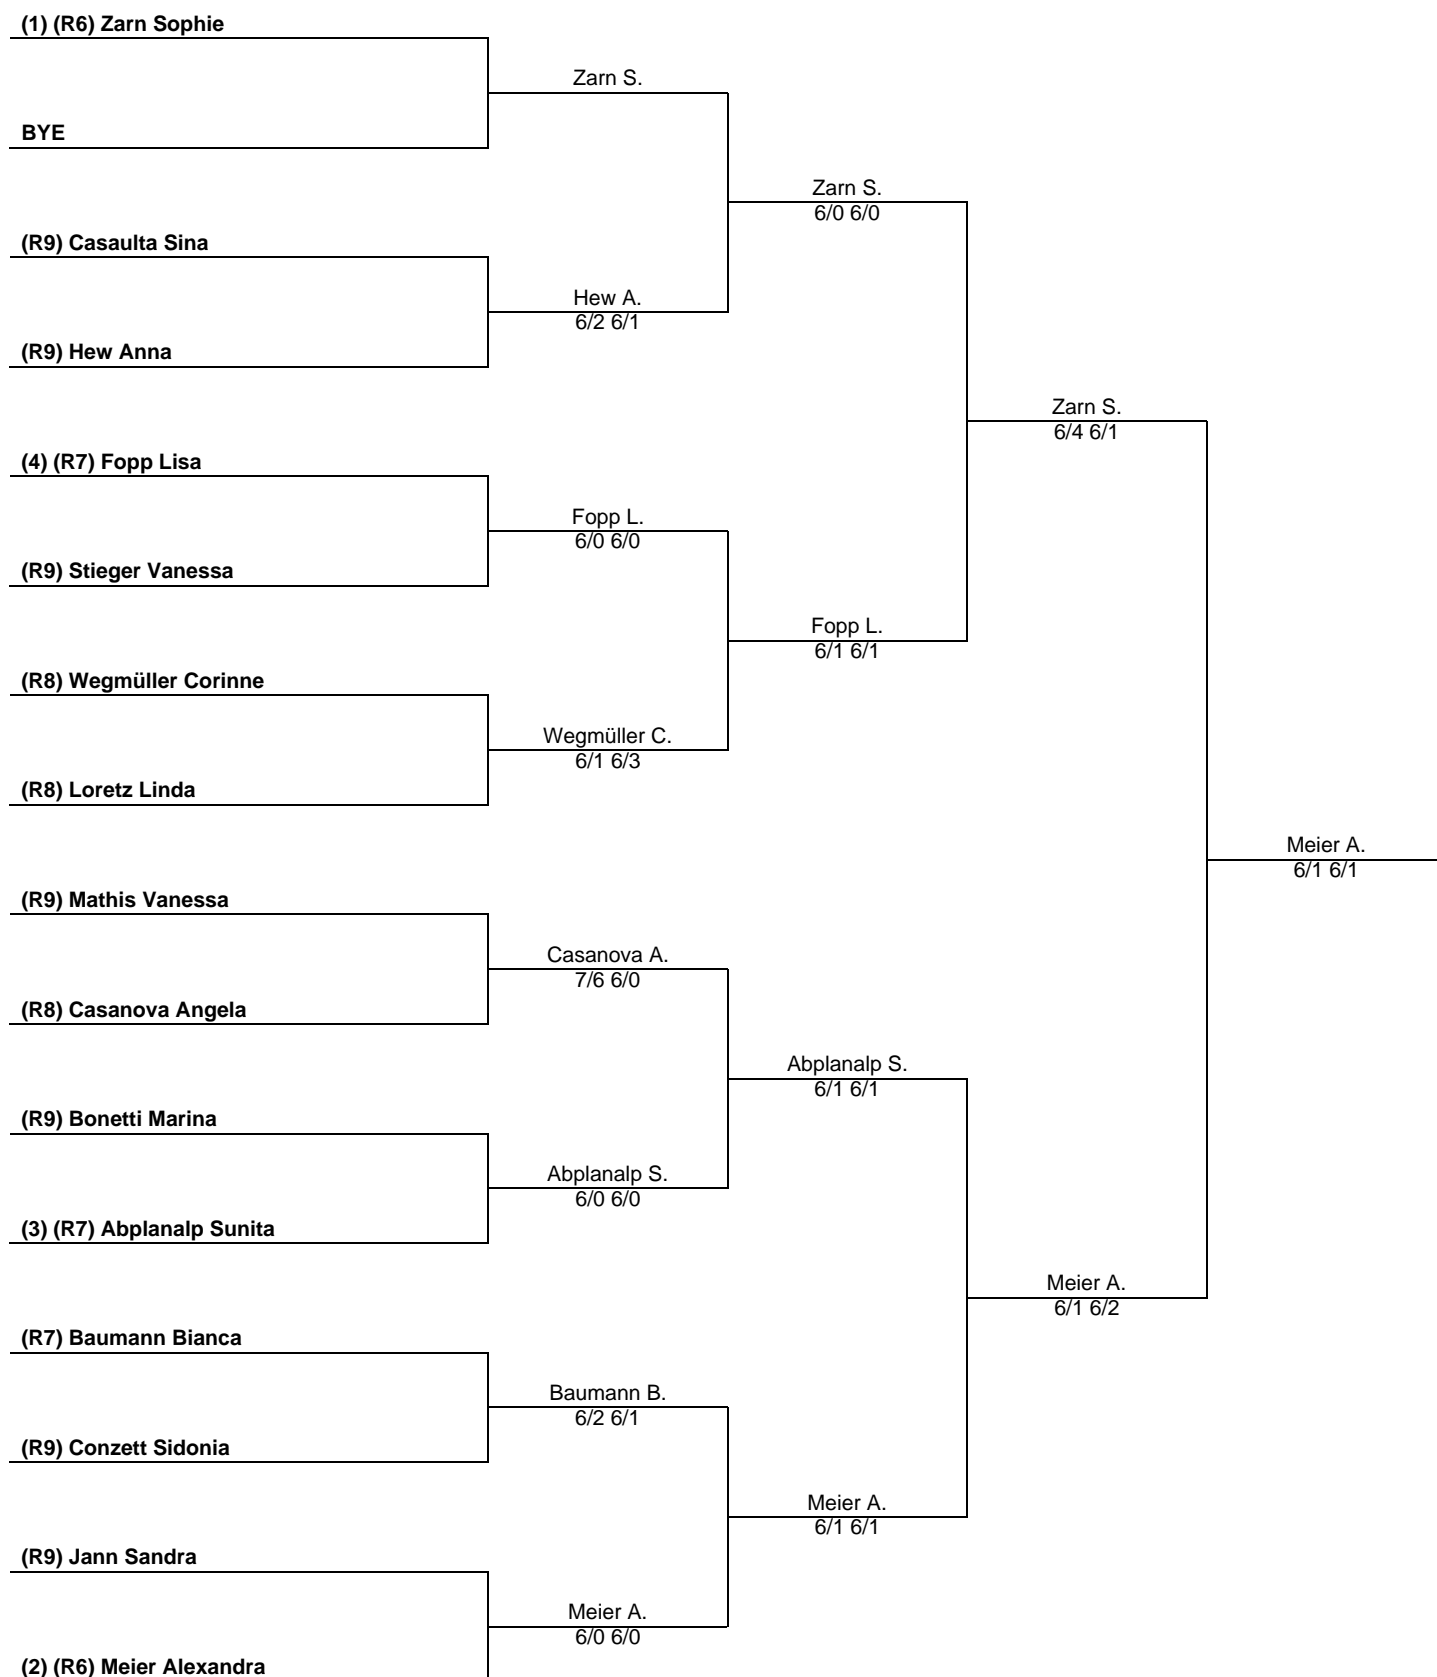 (1) (R6) Zarn Sophie
Zarn S.
BYE
Zarn S.
6/0 6/0
(R9) Casaulta Sina
Hew A.
6/2 6/1
(R9) Hew Anna
Zarn S.
6/4 6/1
(4) (R7) Fopp Lisa
Fopp L.
6/0 6/0
(R9) Stieger Vanessa
Fopp L.
6/1 6/1
(R8) Wegmüller Corinne
Wegmüller C.
6/1 6/3
(R8) Loretz Linda
Meier A.
6/1 6/1
(R9) Mathis Vanessa
Casanova A.
7/6 6/0
(R8) Casanova Angela
Abplanalp S.
6/1 6/1
(R9) Bonetti Marina
Abplanalp S.
6/0 6/0
(3) (R7) Abplanalp Sunita
Meier A.
6/1 6/2
(R7) Baumann Bianca
Baumann B.
6/2 6/1
(R9) Conzett Sidonia
Meier A.
6/1 6/1
(R9) Jann Sandra
Meier A.
6/0 6/0
(2) (R6) Meier Alexandra